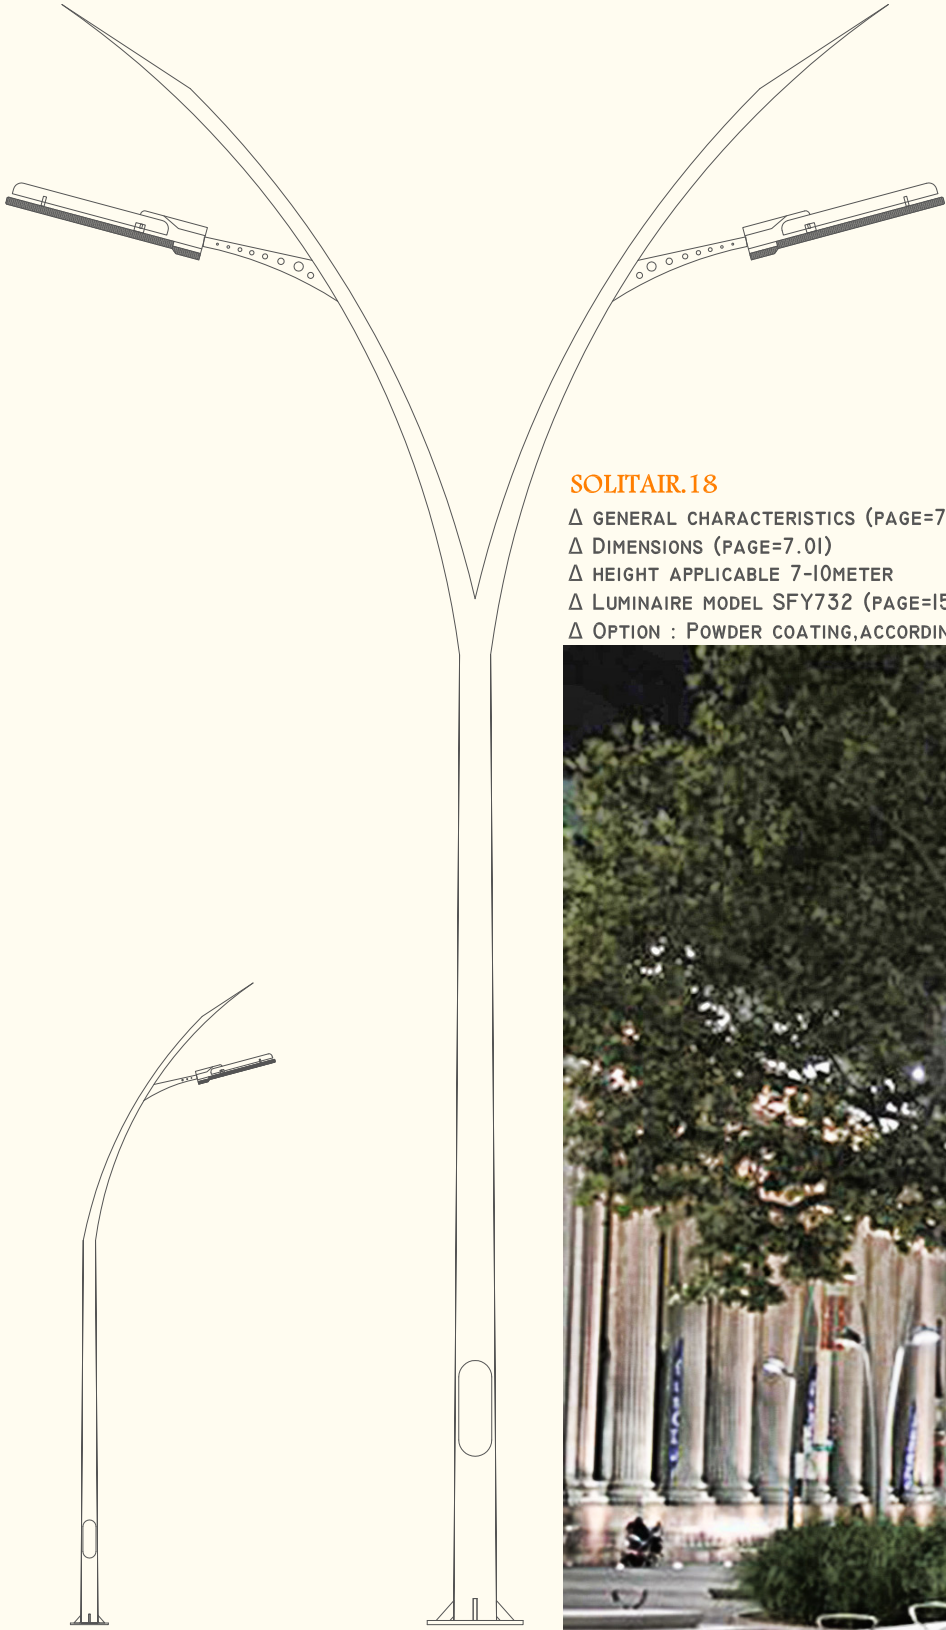 SOLITAIR.18
Δ GENERAL CHARACTERISTICS (PAGE=7
Δ DIMENSIONS (PAGE=7.01)
Δ HEIGHT APPLICABLE 7-10METER
Δ LUMINAIRE MODEL SFY732 (PAGE=15
Δ OPTION : POWDER COATING,ACCORDIN